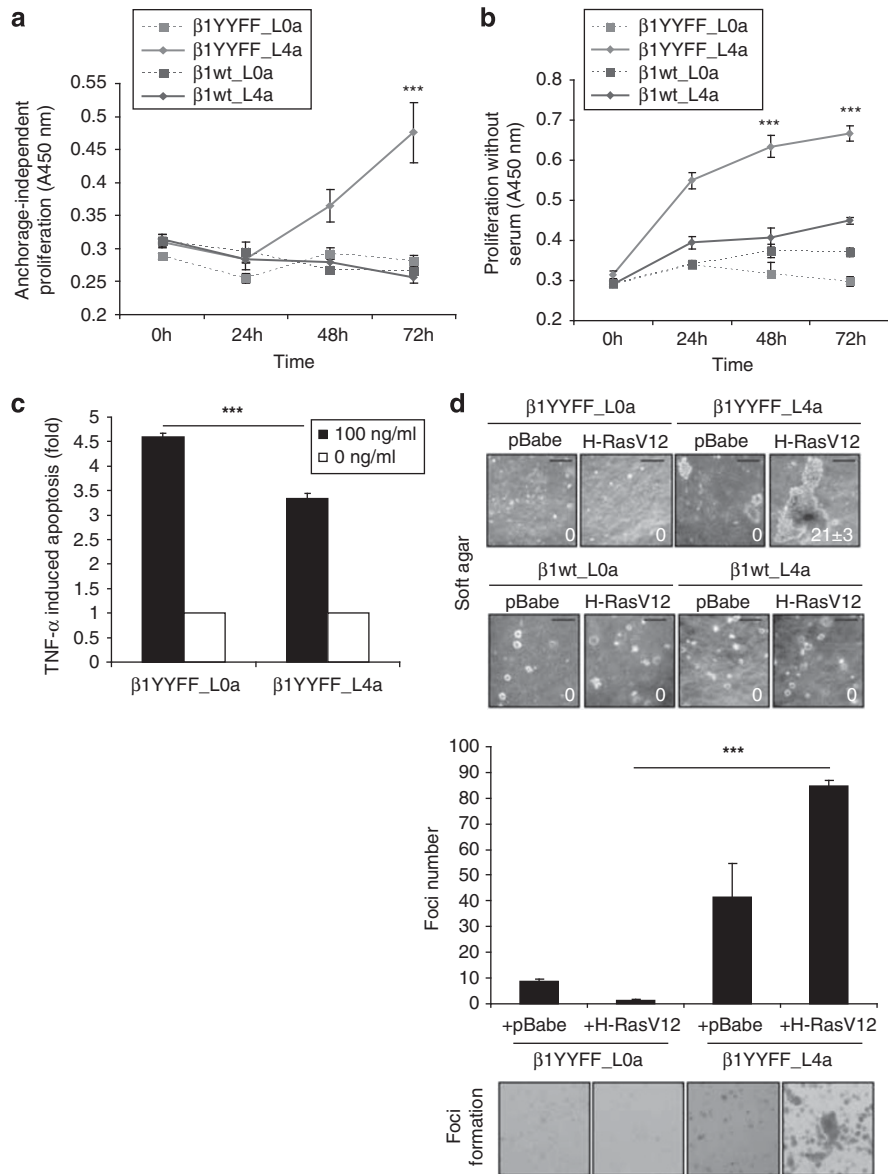 a
β1YYFF_L0a
β1YYFF_L4a
β1wt_L0a
β1wt_L4a
Anchorage-independent
proliferation (A450 nm)
0.55
0.5
0.45
0.4
0.35
0.3
0.25
0.2
***
0h 24h 48h 72h
Time
b
β1YYFF_L0a
β1YYFF_L4a
β1wt_L0a
β1wt_L4a
Proliferation without
serum (A450 nm)
0.8
0.7
0.6
0.5
0.4
0.3
0.2
*** ***
0h 24h 48h 72h
Time
c
TNF-α induced apoptosis (fold)
5
4.5
4
3.5
3
2.5
2
1.5
1
0.5
0
***
100 ng/ml
0 ng/ml
β1YYFF_L0a β1YYFF_L4a
d
Soft agar
β1YYFF_L0a β1YYFF_L4a
pBabe H-RasV12 pBabe H-RasV12
0 0 0 21±3
β1wt_L0a β1wt_L4a
pBabe H-RasV12 pBabe H-RasV12
0 0 0 0
Foci number
100
90
80
70
60
50
40
30
20
10
0
***
+pBabe +H-RasV12 +pBabe +H-RasV12
β1YYFF_L0a β1YYFF_L4a
Foci
formation